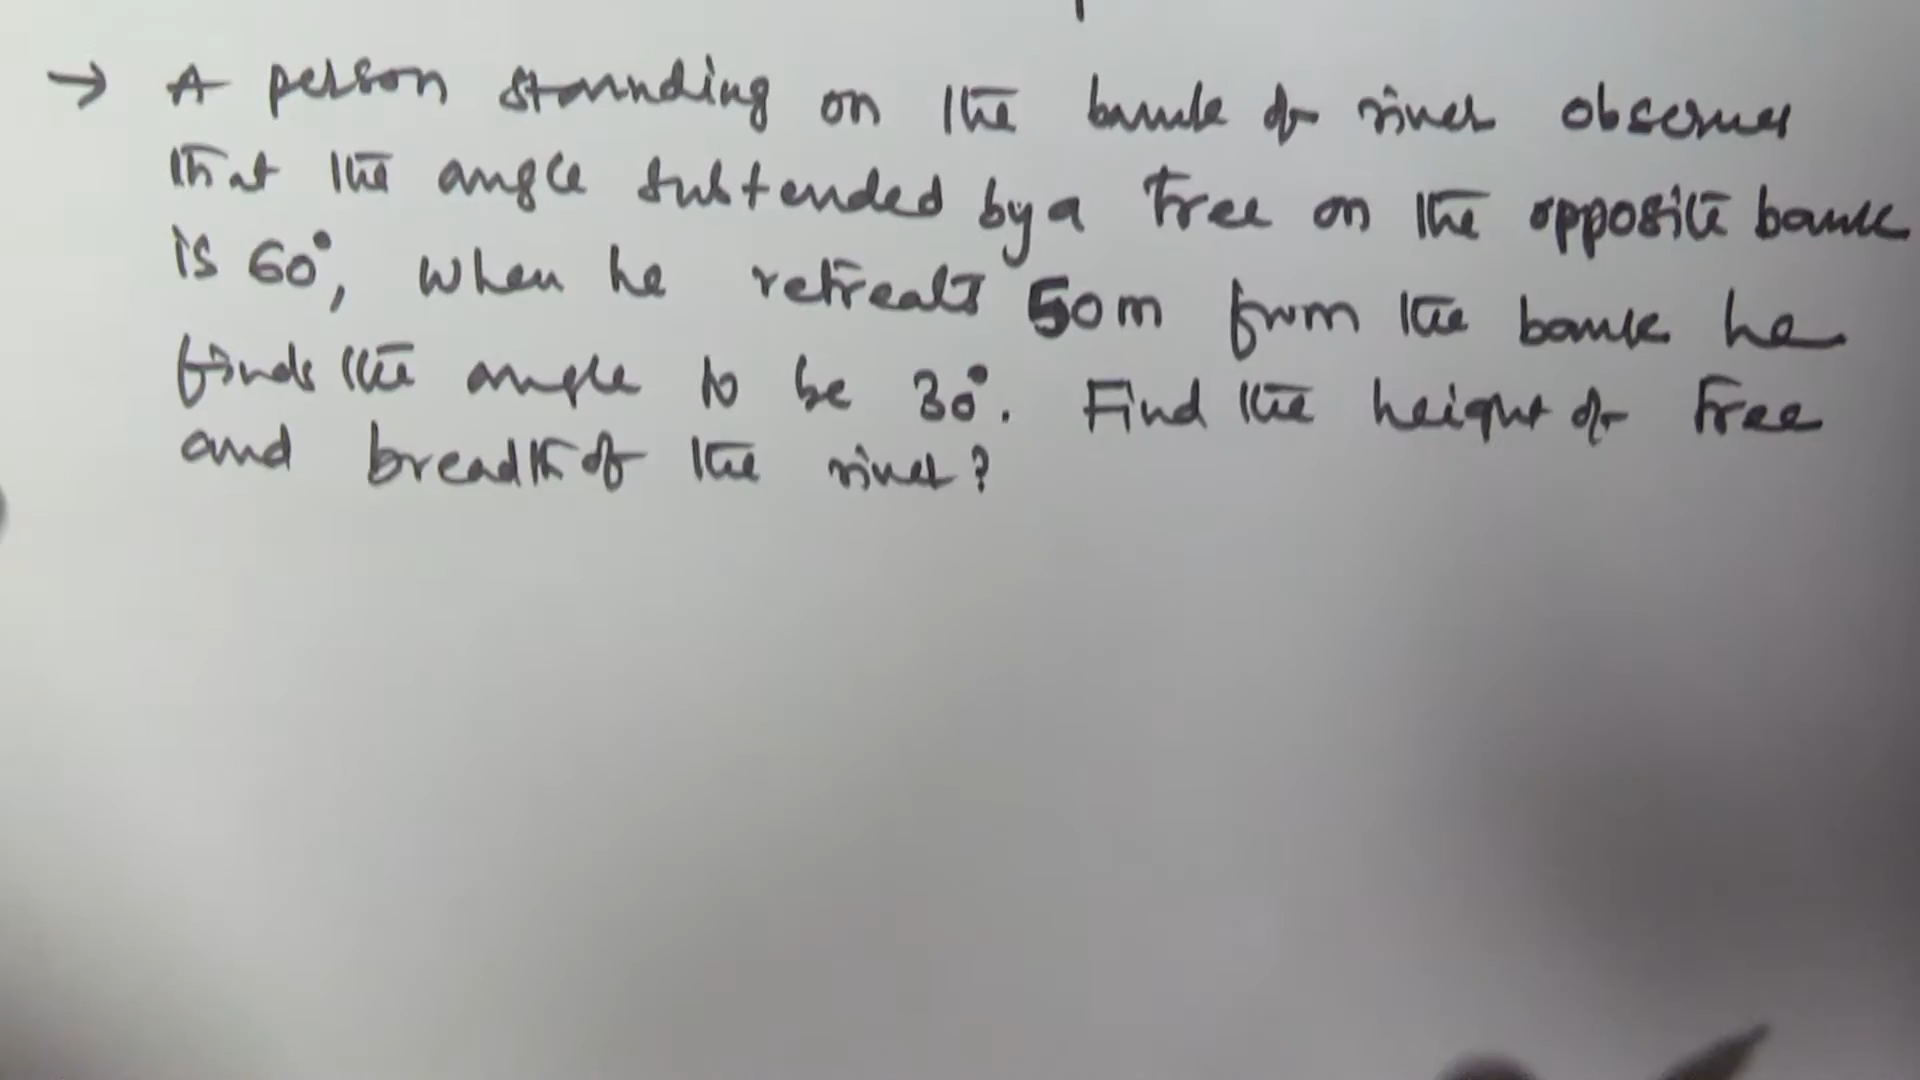 → A person stannding on the bank of river observes
that the angle subtended by a tree on the opposite bank
is 60°, when he retreats 50m from the bank he
finds the angle to be 30°. Find the height of tree
and breadth of the river?